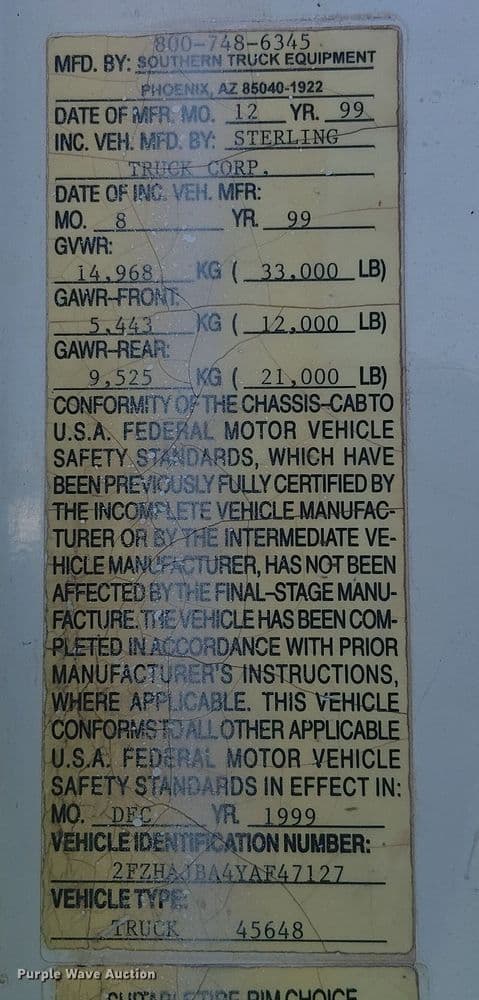 800-748-6345
MFD. BY: SOUTHERN TRUCK EQUIPMENT
PHOENIX, AZ 85040-1922
DATE OF MFR. MO. 12 YR. 99
INC. VEH. MFD. BY: STERLING
TRUCK CORP.
DATE OF INC. VEH. MFR:
MO. 8 YR. 99
GVWR:
14,968 KG ( 33,000 LB)
GAWR-FRONT:
5,443 KG ( 12,000 LB)
GAWR-REAR:
9,525 KG ( 21,000 LB)
CONFORMITY OF THE CHASSIS-CAB TO
U.S.A. FEDERAL MOTOR VEHICLE
SAFETY STANDARDS, WHICH HAVE
BEEN PREVIOUSLY FULLY CERTIFIED BY
THE INCOMPLETE VEHICLE MANUFAC-
TURER OR BY THE INTERMEDIATE VE-
HICLE MANUFACTURER, HAS NOT BEEN
AFFECTED BY THE FINAL-STAGE MANU-
FACTURE. THE VEHICLE HAS BEEN COM-
PLETED IN ACCORDANCE WITH PRIOR
MANUFACTURER'S INSTRUCTIONS,
WHERE APPLICABLE. THIS VEHICLE
CONFORMS TO ALL OTHER APPLICABLE
U.S.A. FEDERAL MOTOR VEHICLE
SAFETY STANDARDS IN EFFECT IN:
MO. DEC YR. 1999
VEHICLE IDENTIFICATION NUMBER:
2FZHAJBA4YAF47127
VEHICLE TYPE:
TRUCK 45648
Purple Wave Auction
RIM CHOICE